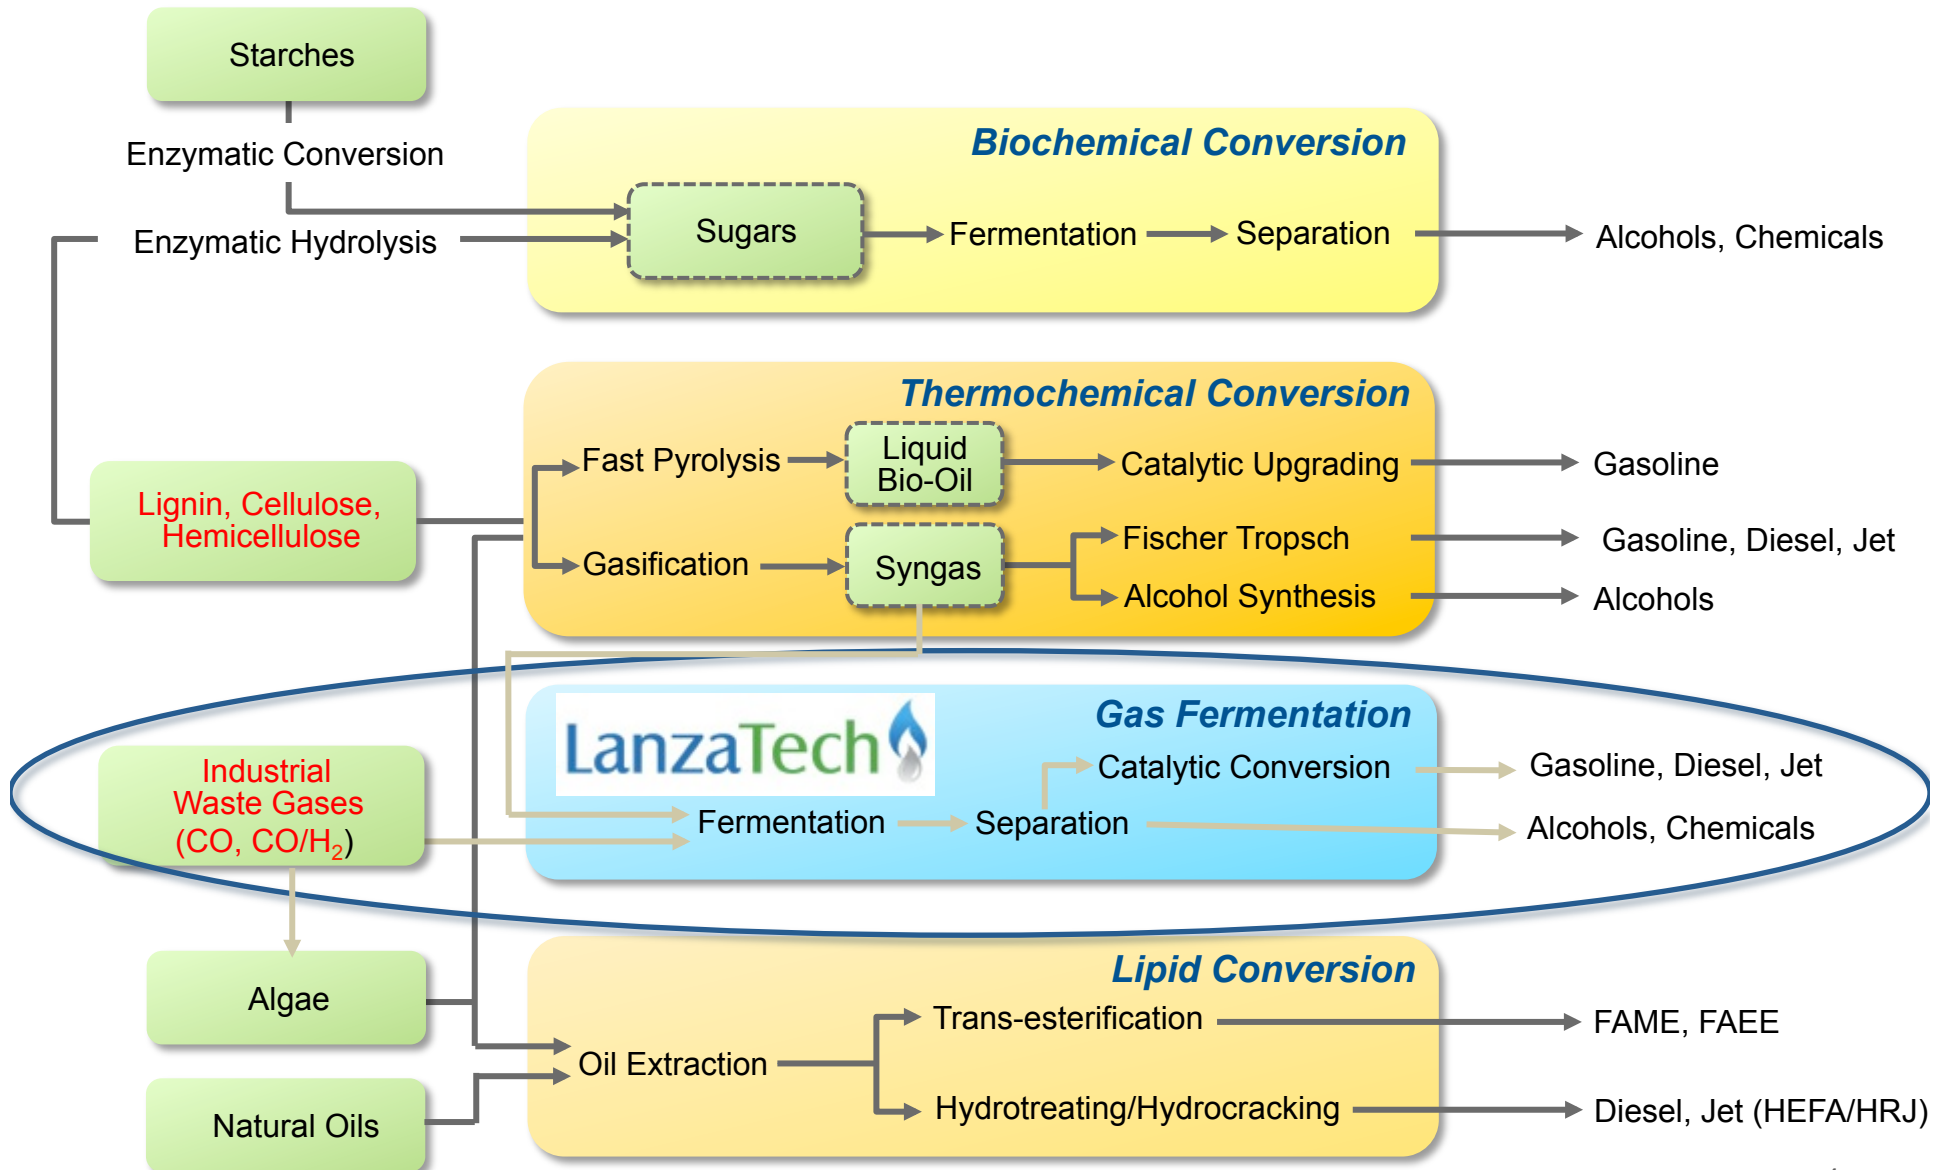 Starches
Enzymatic Conversion
Enzymatic Hydrolysis
Biochemical Conversion
Sugars
Fermentation
Separation
Alcohols, Chemicals
Thermochemical Conversion
Lignin, Cellulose,
Hemicellulose
Fast Pyrolysis
Liquid
Bio-Oil
Catalytic Upgrading
Gasoline
Gasification
Syngas
Fischer Tropsch
Gasoline, Diesel, Jet
Alcohol Synthesis
Alcohols
LanzaTech
Gas Fermentation
Industrial
Waste Gases
(CO, CO/H₂)
Fermentation
Separation
Catalytic Conversion
Gasoline, Diesel, Jet
Alcohols, Chemicals
Lipid Conversion
Algae
Natural Oils
Oil Extraction
Trans-esterification
FAME, FAEE
Hydrotreating/Hydrocracking
Diesel, Jet (HEFA/HRJ)